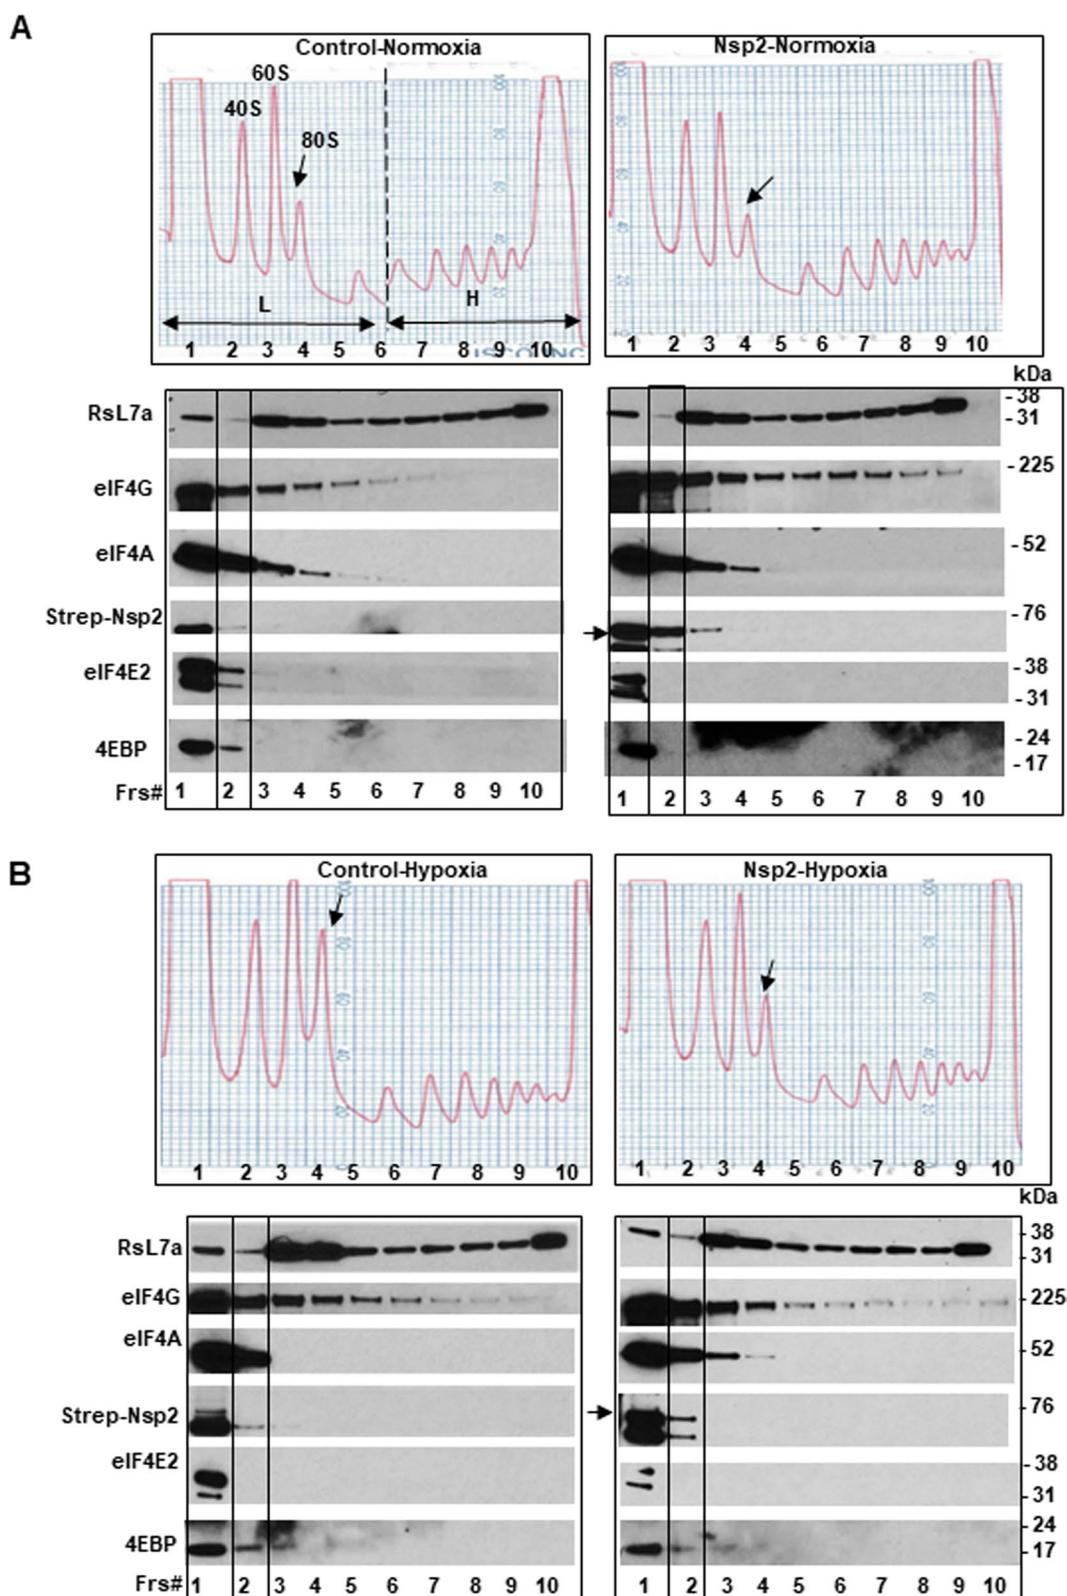 A
Control-Normoxia
Nsp2-Normoxia
60S
40S
80S
L
H
1 2 3 4 5 6 7 8 9 10
1 2 3 4 5 6 7 8 9 10
kDa
RsL7a
- 38
- 31
eIF4G
- 225
eIF4A
- 52
Strep-Nsp2
- 76
eIF4E2
- 38
- 31
4EBP
- 24
- 17
Frs# 1 2 3 4 5 6 7 8 9 10
1 2 3 4 5 6 7 8 9 10
B
Control-Hypoxia
Nsp2-Hypoxia
1 2 3 4 5 6 7 8 9 10
1 2 3 4 5 6 7 8 9 10
kDa
RsL7a
- 38
- 31
eIF4G
- 225
eIF4A
- 52
Strep-Nsp2
- 76
eIF4E2
- 38
- 31
4EBP
- 24
- 17
Frs# 1 2 3 4 5 6 7 8 9 10
1 2 3 4 5 6 7 8 9 10